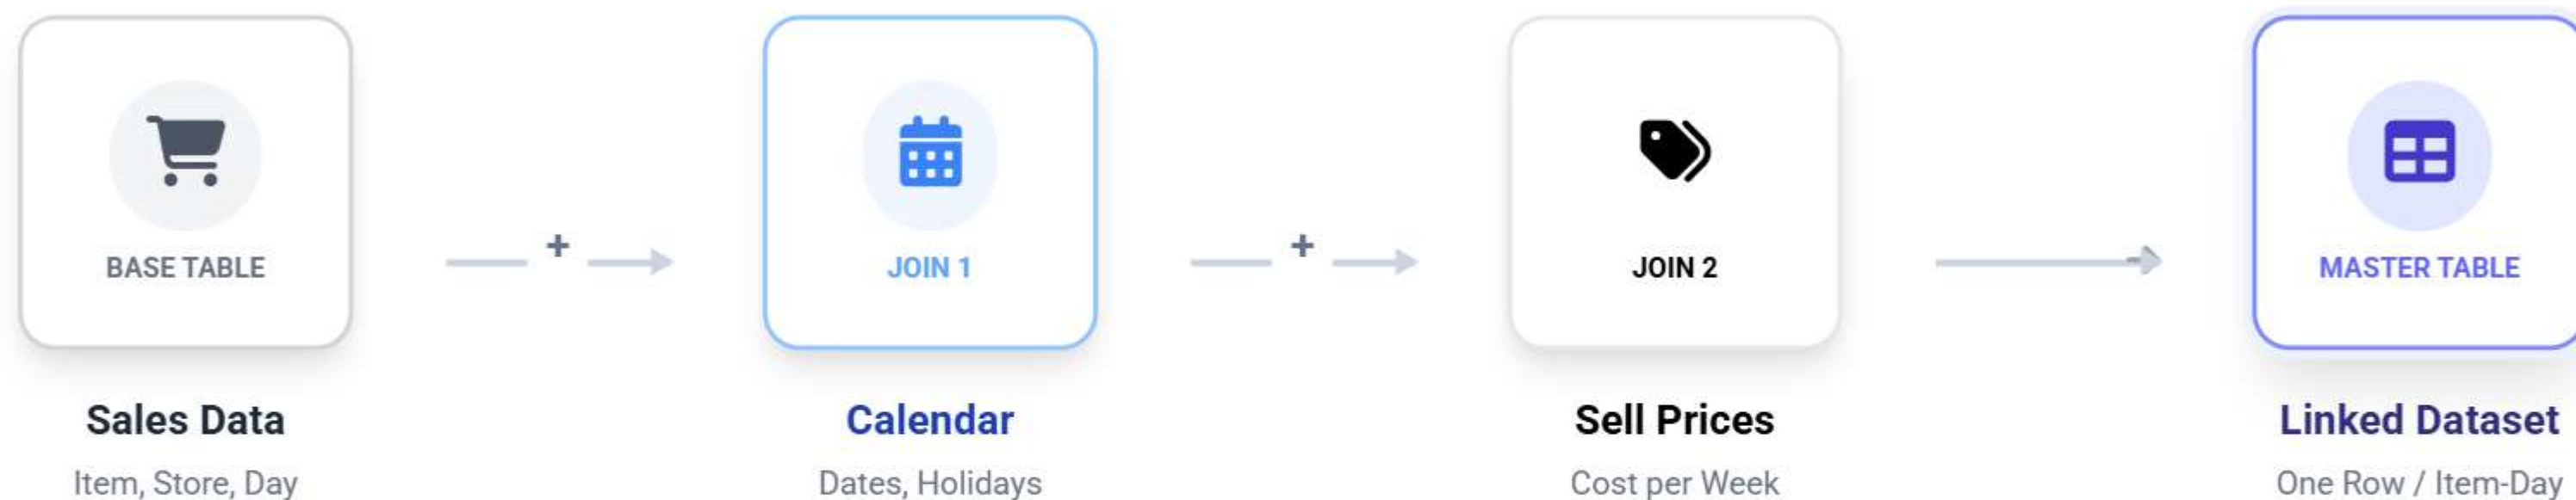 BASE TABLE
Sales Data
Item, Store, Day
+
JOIN 1
Calendar
Dates, Holidays
+
JOIN 2
Sell Prices
Cost per Week
MASTER TABLE
Linked Dataset
One Row / Item-Day